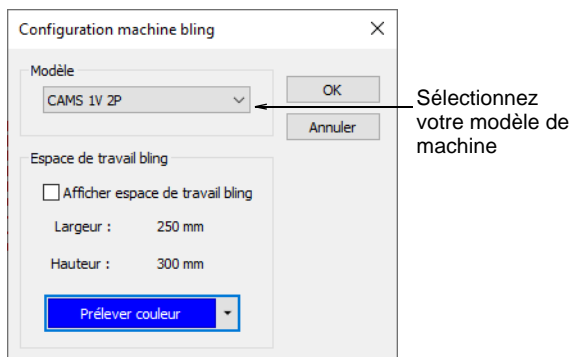 Configuration machine bling
Modèle
CAMS 1V 2P
OK
Annuler
Sélectionnez
votre modèle de
machine
Espace de travail bling
Afficher espace de travail bling
Largeur : 250 mm
Hauteur : 300 mm
Prélever couleur